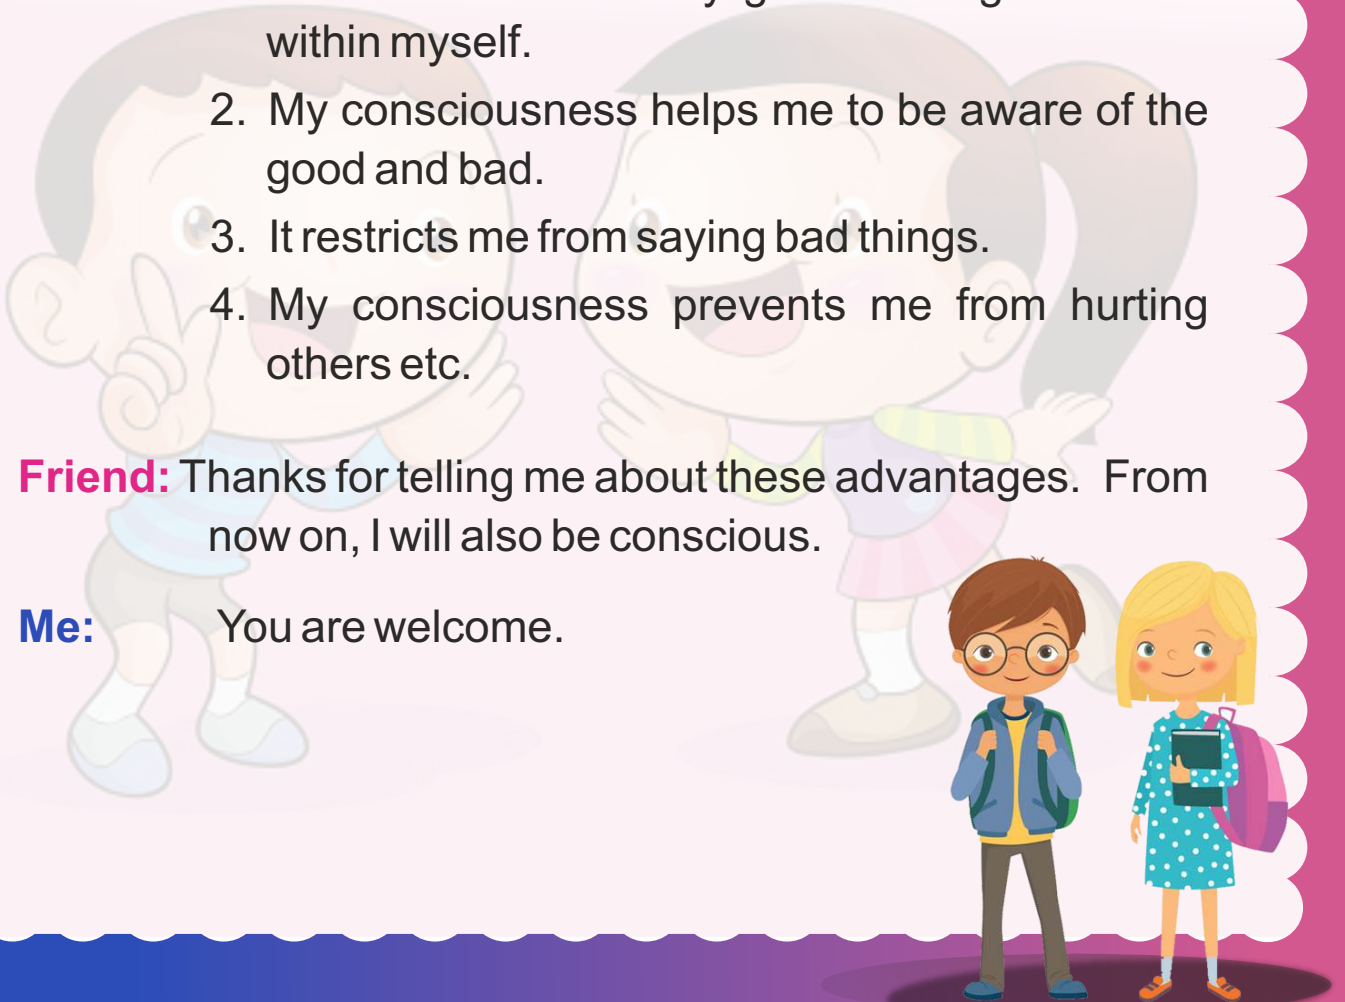 within myself.
2. My consciousness helps me to be aware of the
good and bad.
3. It restricts me from saying bad things.
4. My consciousness prevents me from hurting
others etc.
Friend: Thanks for telling me about these advantages. From
now on, I will also be conscious.
Me: You are welcome.